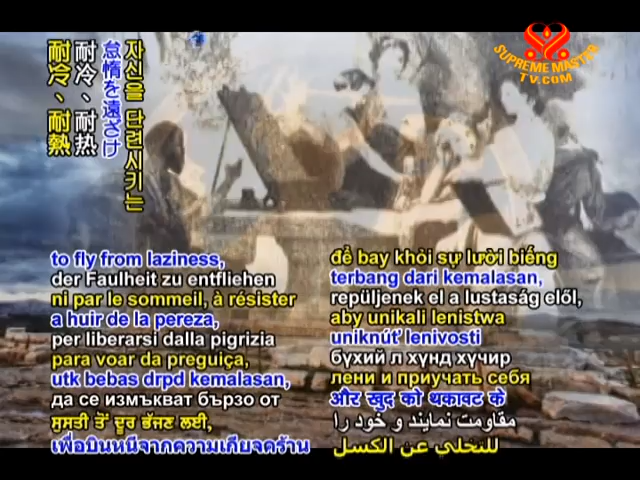 SUPREME MASTER
TV.COM
자신을 단련시키는
怠惰を遠ざけ
耐冷、耐热
耐冷、耐熱
to fly from laziness,
der Faulheit zu entfliehen
ni par le sommeil, à résister
a huir de la pereza,
per liberarsi dalla pigrizia
para voar da preguiça,
utk bebas drpd kemalasan,
да се измъкват бързо от
ਸੁਸਤੀ ਤੋਂ ਦੂਰ ਭੱਜਣ ਲਈ,
เพื่อบินหนีจากความเกียจคร้าน
để bay khỏi sự lười biếng
terbang dari kemalasan,
repüljenek el a lustaság elől,
aby unikali lenistwa
uniknúť lenivosti
бүхий л хүнд хүчир
лени и приучать себя
और खुद को थकावट के
مقاومت نمایند و خود را
للتخلي عن الكسل